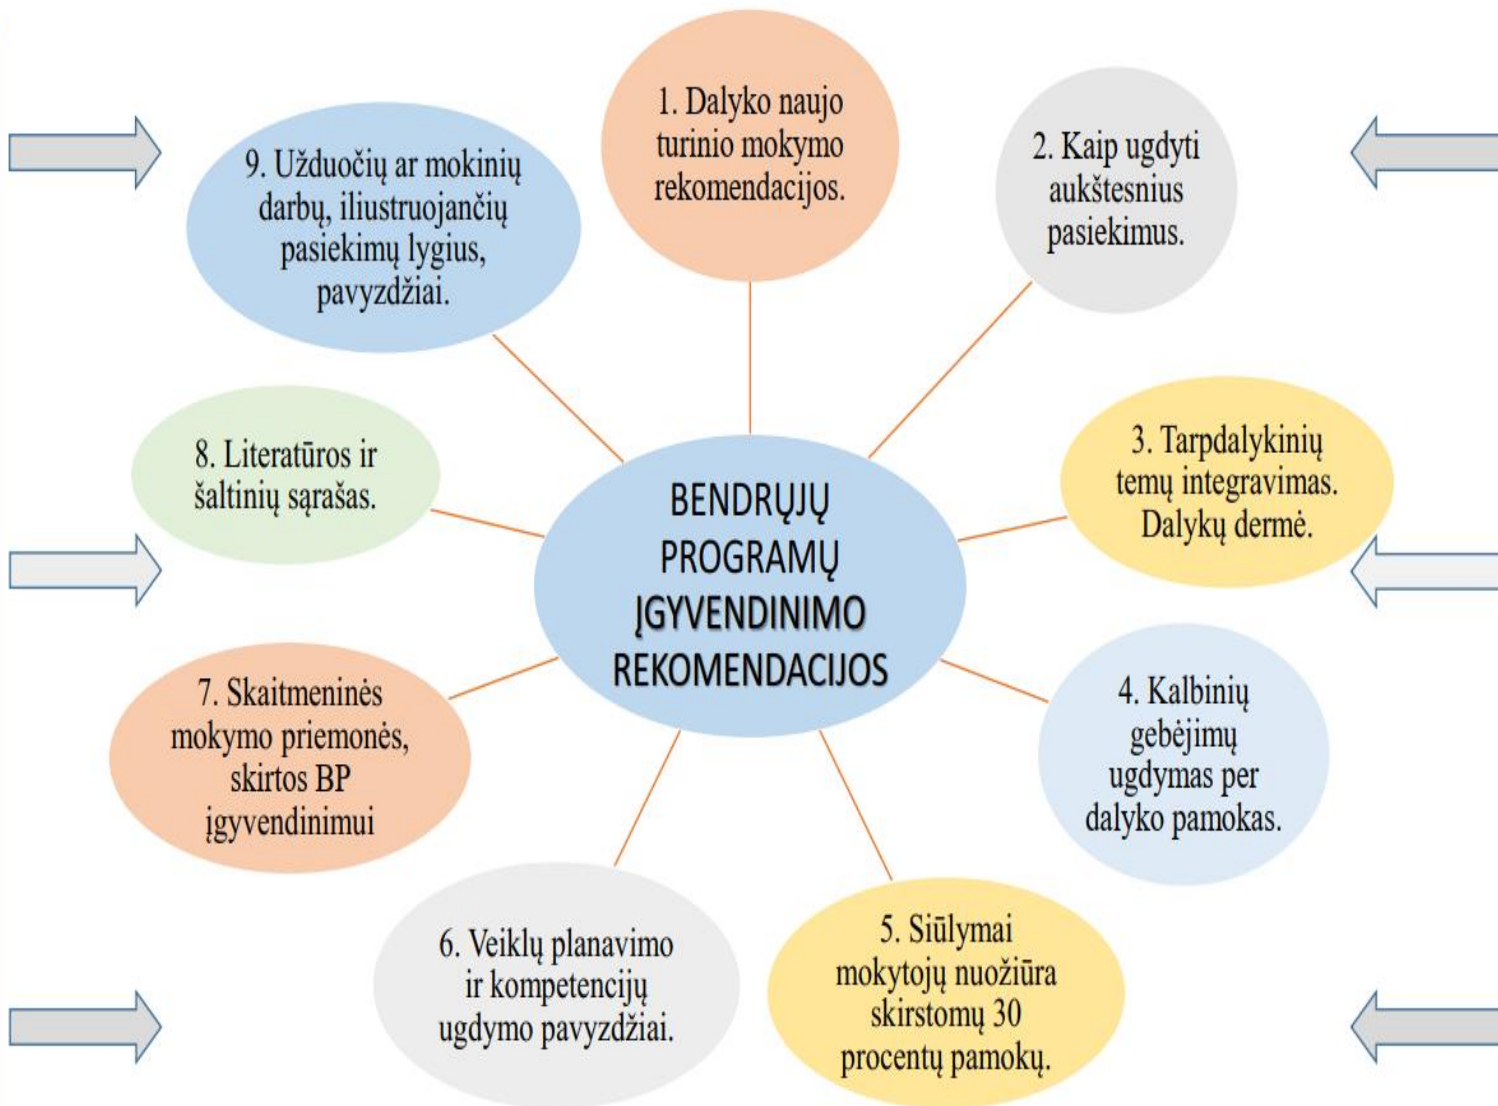 BENDRŲJŲ
PROGRAMŲ
ĮGYVENDINIMO
REKOMENDACIJOS
1. Dalyko naujo
turinio mokymo
rekomendacijos.
2. Kaip ugdyti
aukštesnius
pasiekimus.
3. Tarpdalykinių
temų integravimas.
Dalykų dermė.
4. Kalbinių
gebėjimų
ugdymas per
dalyko pamokas.
5. Siūlymai
mokytojų nuožiūra
skirstomų 30
procentų pamokų.
6. Veiklų planavimo
ir kompetencijų
ugdymo pavyzdžiai.
7. Skaitmeninės
mokymo priemonės,
skirtos BP
įgyvendinimui
8. Literatūros ir
šaltinių sąrašas.
9. Užduočių ar mokinių
darbų, iliustruojančių
pasiekimų lygius,
pavyzdžiai.